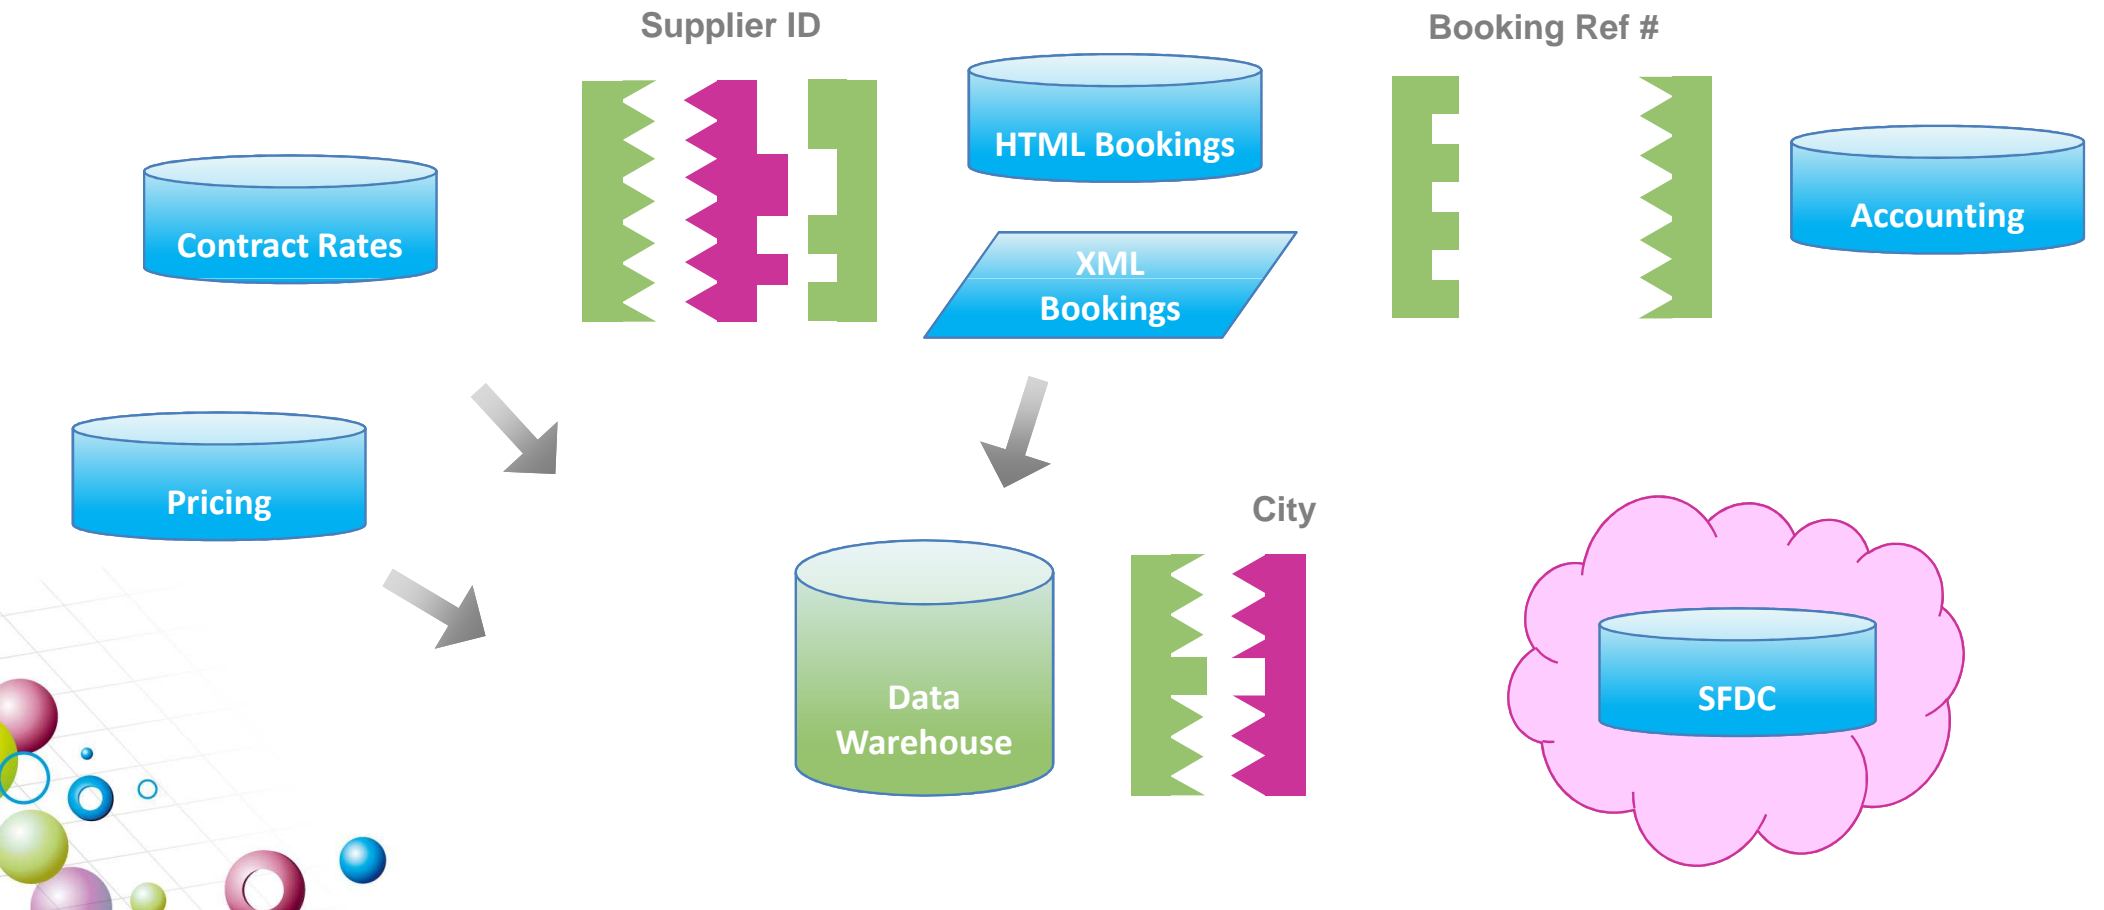 Supplier ID
Booking Ref #
HTML Bookings
Contract Rates
Accounting
XML
Bookings
Pricing
City
Data
Warehouse
SFDC